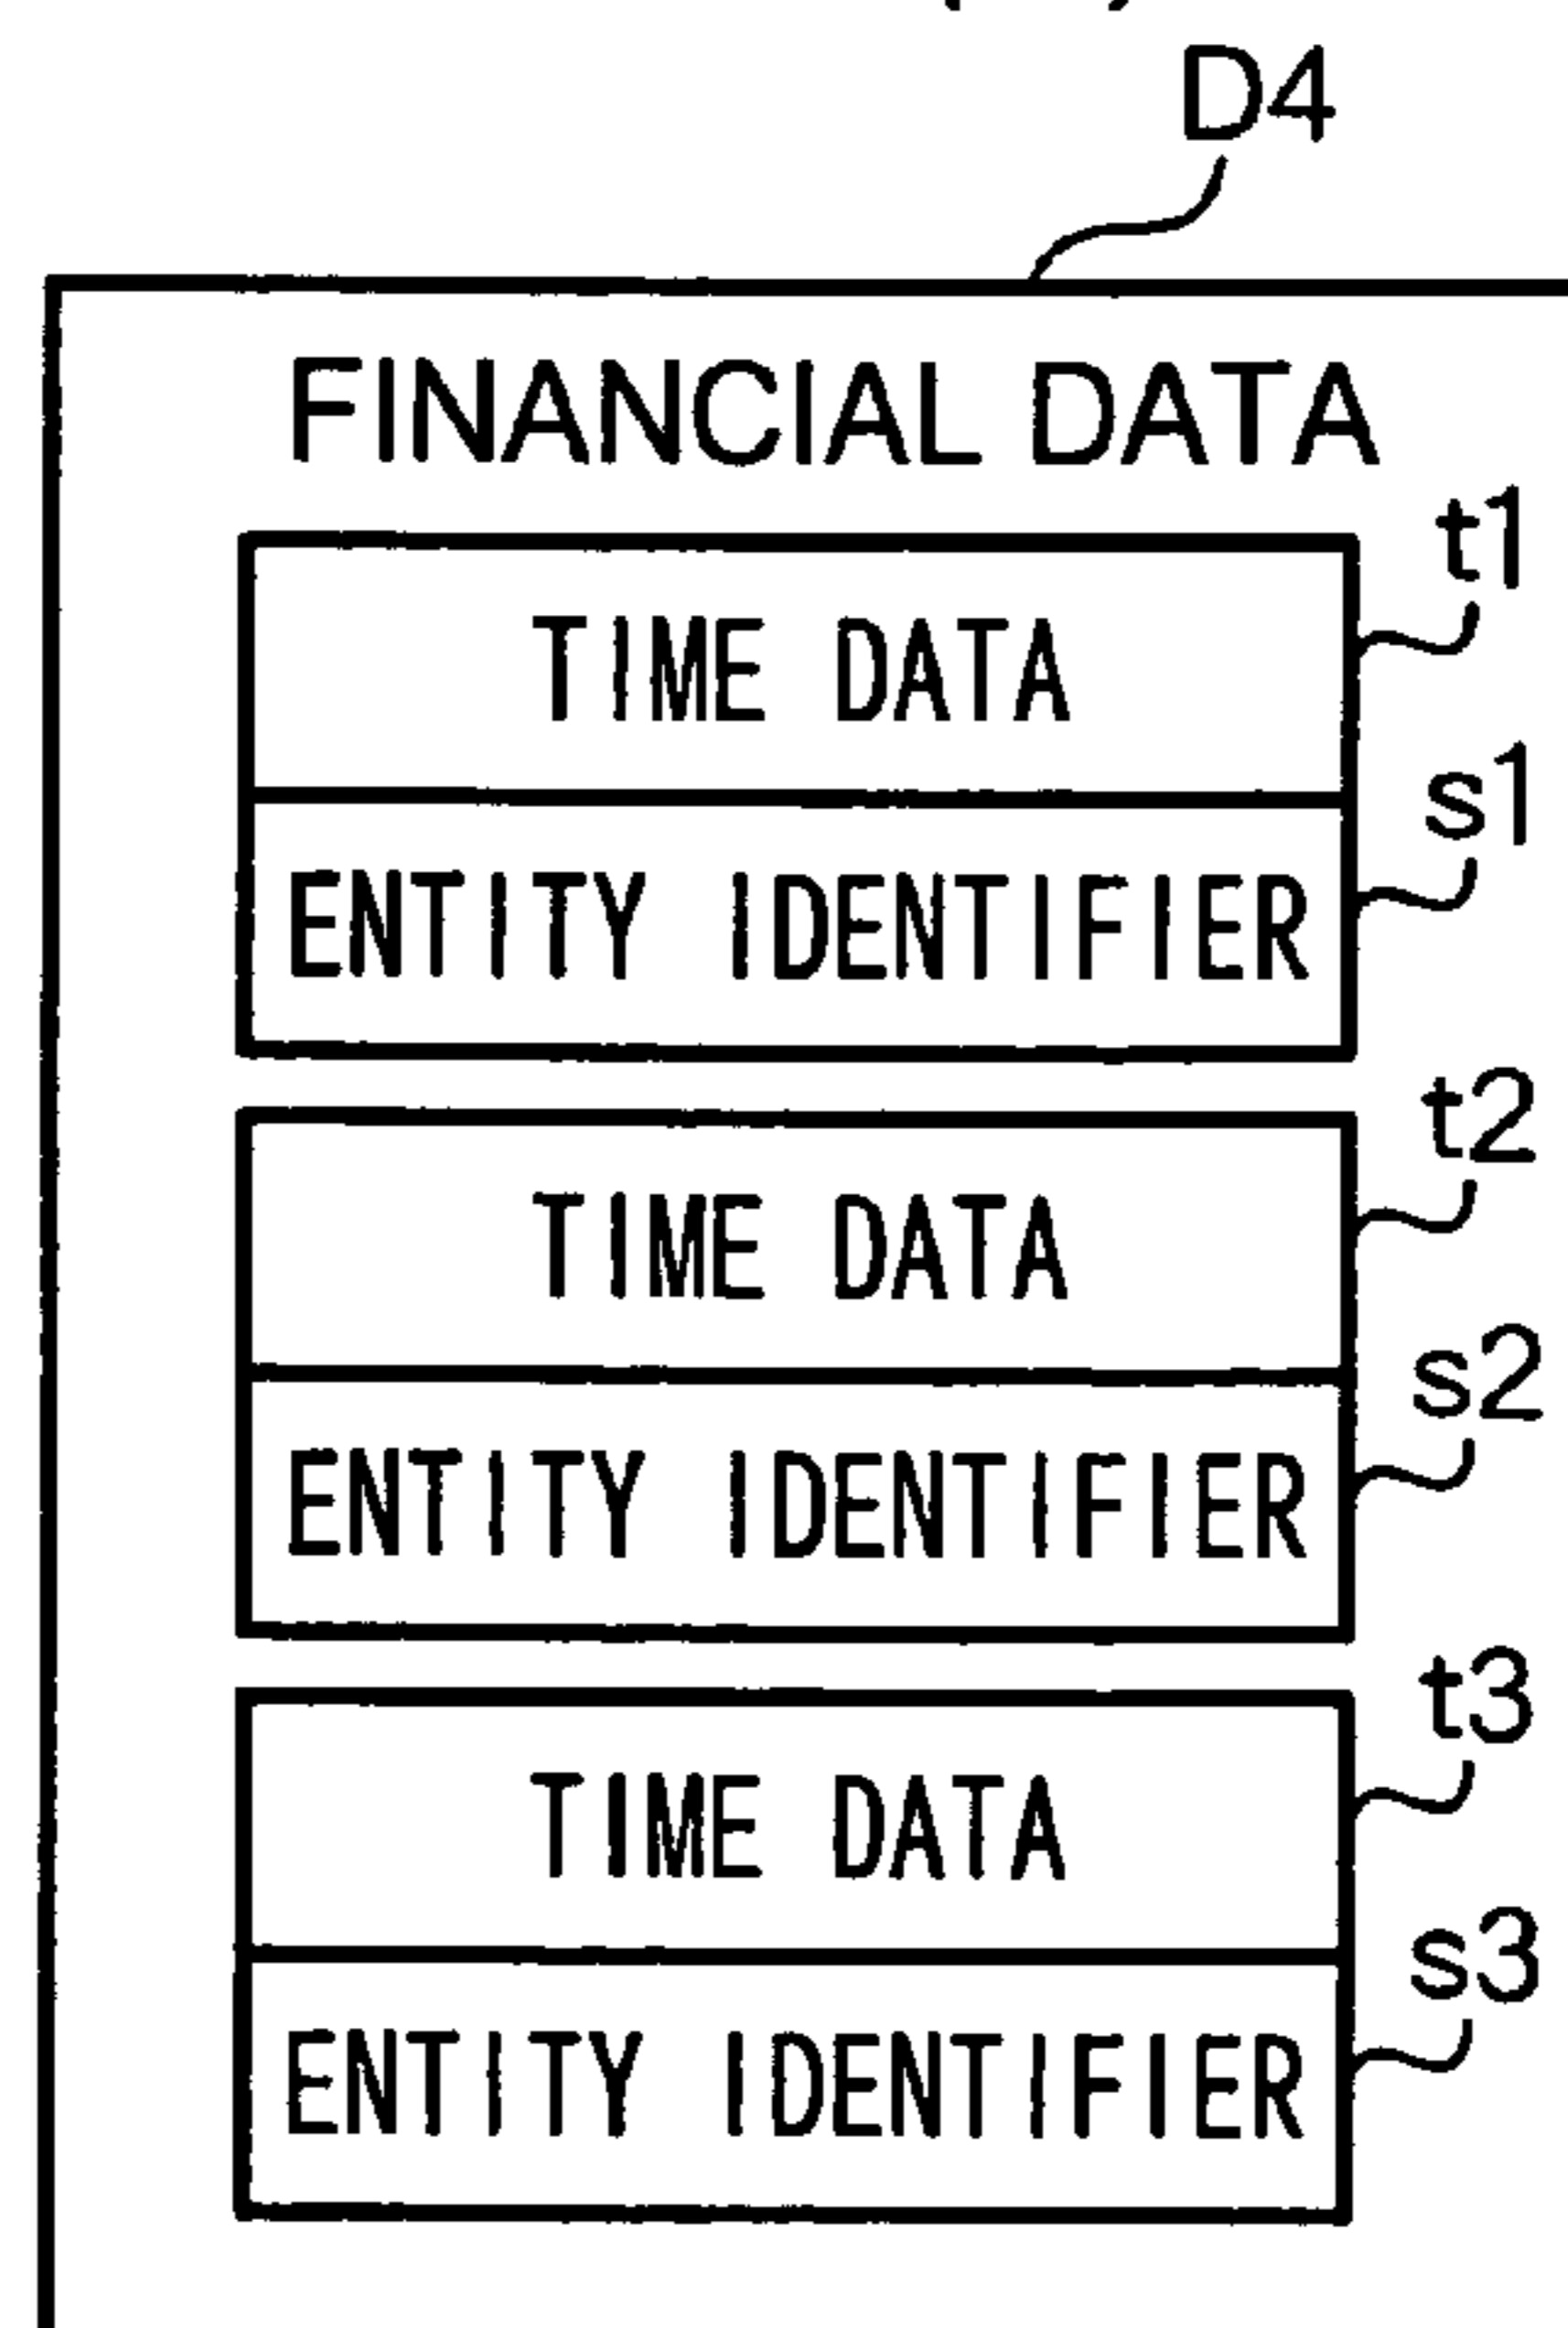 D4
FINANCIAL DATA
t1
TIME DATA
s1
ENTITY IDENTIFIER
t2
TIME DATA
s2
ENTITY IDENTIFIER
t3
TIME DATA
s3
ENTITY IDENTIFIER